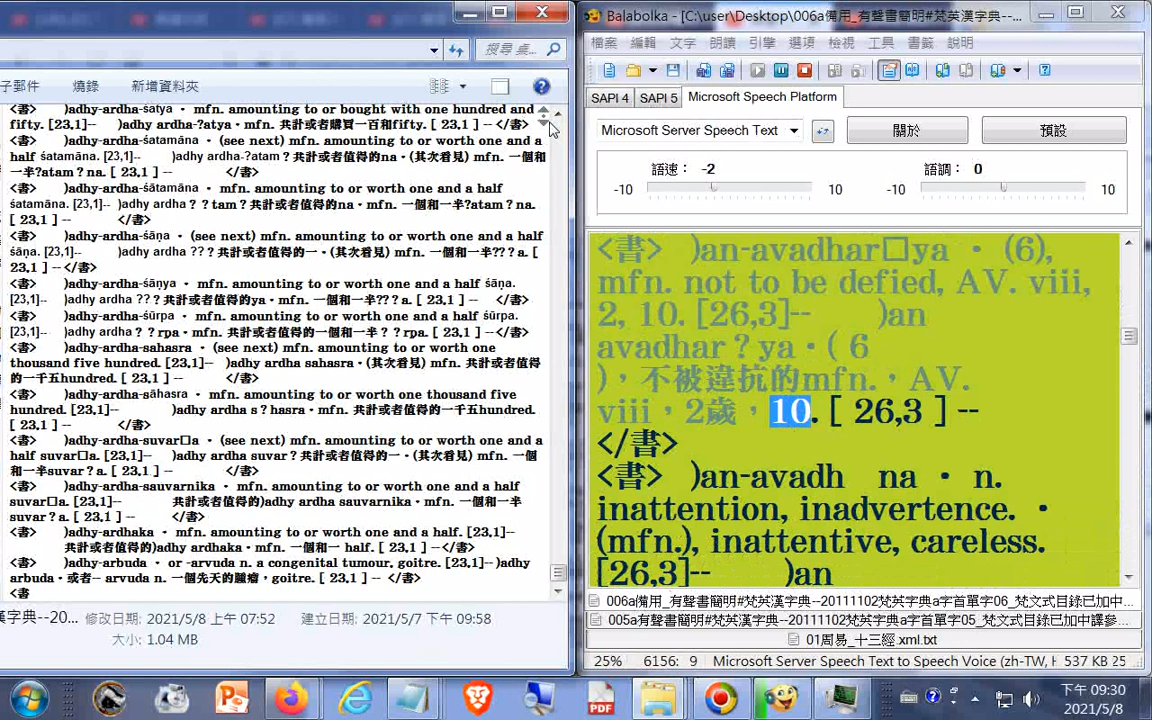 搜尋桌...
子郵件 燒錄 新增資料夾
)adhy-ardha-śatya‧mfn. amounting to or bought with one hundred and
fifty. [23,1]-- )adhy ardha-?atya‧mfn. 共計或者購買一百和fifty. [ 23,1 ] --</書>
<書> )adhy-ardha-śatamāna‧(see next) mfn. amounting to or worth one and a
half śatamāna. [23,1]-- )adhy ardha-?atam？共計或者值得的na‧(其次看見) mfn. 一個和
一半?atam？na. [ 23,1 ] -- </書>
<書> )adhy-ardha-śātamāna‧mfn. amounting to or worth one and a half
śatamana. [23,1]-- )adhy ardha？？tam？共計或者值得的na‧mfn. 一個和一半?atam？na.
[ 23,1 ] -- </書>
<書> )adhy-ardha-śāṇa‧(see next) mfn. amounting to or worth one and a half
śāṇa. [23,1]-- )adhy ardha ??？共計或者值得的一‧(其次看見) mfn. 一個和一半???a. [
23,1 ] --</書>
<書> )adhy-ardha-śāṇya‧mfn. amounting to or worth one and a half śāṇa.
[23,1]-- )adhy ardha ??？共計或者值得的ya‧mfn. 一個和一半???a. [ 23,1 ] -- </書>
<書> )adhy-ardha-śūrpa‧mfn. amounting to or worth one and a half śūrpa.
[23,1]-- )adhy ardha？？rpa‧mfn. 共計或者值得的一個和一半？？rpa. [ 23,1 ] -- </書>
<書> )adhy-ardha-sahasra‧(see next) mfn. amounting to or worth one
thousand five hundred. [23,1]-- )adhy ardha sahasra‧(其次看見) mfn. 共計或者值得
的一千五hundred. [ 23,1 ] -- </書>
<書> )adhy-ardha-sāhasra‧mfn. amounting to or worth one thousand five
hundred. [23,1]-- )adhy ardha s？hasra‧mfn. 共計或者值得的一千五hundred.
[ 23,1 ] -- </書>
<書> )adhy-ardha-suvar□a‧(see next) mfn. amounting to or worth one and a
half suvar□a. [23,1]-- )adhy ardha suvar？共計或者值得的一‧(其次看見) mfn. 一個
和一半suvar？a. [ 23,1 ] -- </書>
<書> )adhy-ardha-sauvarnika‧mfn. amounting to or worth one and a half
suvar□a. [23,1]-- 共計或者值得的)adhy ardha sauvarnika‧mfn. 一個和一半
suvar？a. [ 23,1 ] -- </書>
<書> )adhy-ardhaka‧mfn. amounting to or worth one and a half. [23,1]--
共計或者值得的)adhy ardhaka‧mfn. 一個和一 half. [ 23,1 ] --</書>
<書> )adhy-arbuda‧or -arvuda n. a congenital tumour, goitre. [23,1]--)adhy
arbuda‧或者-- arvuda n. 一個先天的腫瘤，goitre. [ 23,1 ] --</書>
<書
漢字典--20... 修改日期: 2021/5/8 上午 07:52 建立日期: 2021/5/7 下午 09:58
大小: 1.04 MB
Balabolka - [C:\user\Desktop\006a備用_有聲書簡明#梵英漢字典--...
檔案 編輯 文字 朗讀 引擎 選項 檢視 工具 書籤 說明
SAPI 4 SAPI 5 Microsoft Speech Platform
Microsoft Server Speech Text 關於 預設
語速: -2 語調: 0
-10 10 -10 10
<書> )an-avadhar□ya‧(6),
mfn. not to be defied, AV. viii,
2, 10. [26,3]-- )an
avadhar？ya‧( 6
)，不被違抗的mfn.，AV.
viii，2歲，10. [ 26,3 ] --
</書>
<書> )an-avadh na‧n.
inattention, inadvertence.‧
(mfn.), inattentive, careless.
[26,3]-- )an
006a備用_有聲書簡明#梵英漢字典--20111102梵英字典a字首單字06_梵文式目錄已加中...
005a有聲書簡明#梵英漢字典--20111102梵英字典a字首單字05_梵文式目錄已加中譯參...
01周易_十三經.xml.txt
25% 6156: 9 Microsoft Server Speech Text to Speech Voice (zh-TW, H 537 KB 25
PDF
下午 09:30
2021/5/8